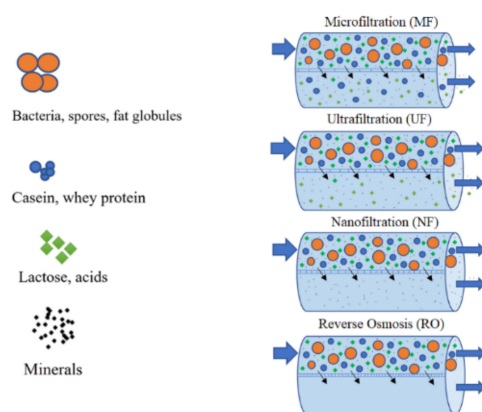 Microfiltration (MF)
Bacteria, spores, fat globules
Ultrafiltration (UF)
Casein, whey protein
Nanofiltration (NF)
Lactose, acids
Reverse Osmosis (RO)
Minerals